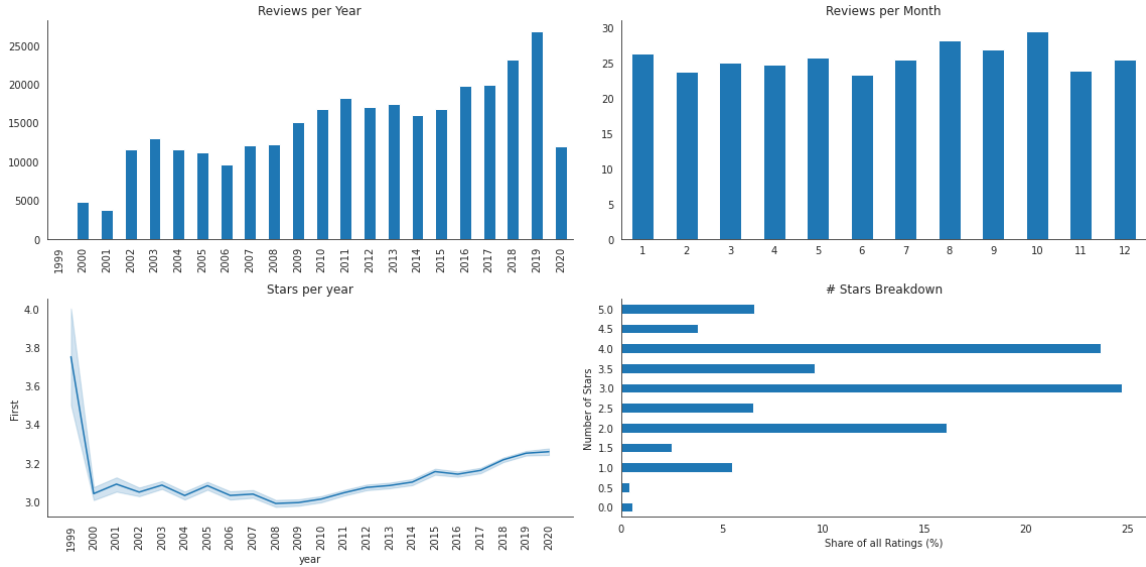 Reviews per Year
25000
20000
15000
10000
5000
0
1999 2000 2001 2002 2003 2004 2005 2006 2007 2008 2009 2010 2011 2012 2013 2014 2015 2016 2017 2018 2019 2020
Reviews per Month
30
25
20
15
10
5
0
1 2 3 4 5 6 7 8 9 10 11 12
Stars per year
4.0
3.8
3.6
3.4
3.2
3.0
First
1999 2000 2001 2002 2003 2004 2005 2006 2007 2008 2009 2010 2011 2012 2013 2014 2015 2016 2017 2018 2019 2020
year
# Stars Breakdown
5.0
4.5
4.0
3.5
3.0
2.5
2.0
1.5
1.0
0.5
0.0
Number of Stars
0 5 10 15 20 25
Share of all Ratings (%)